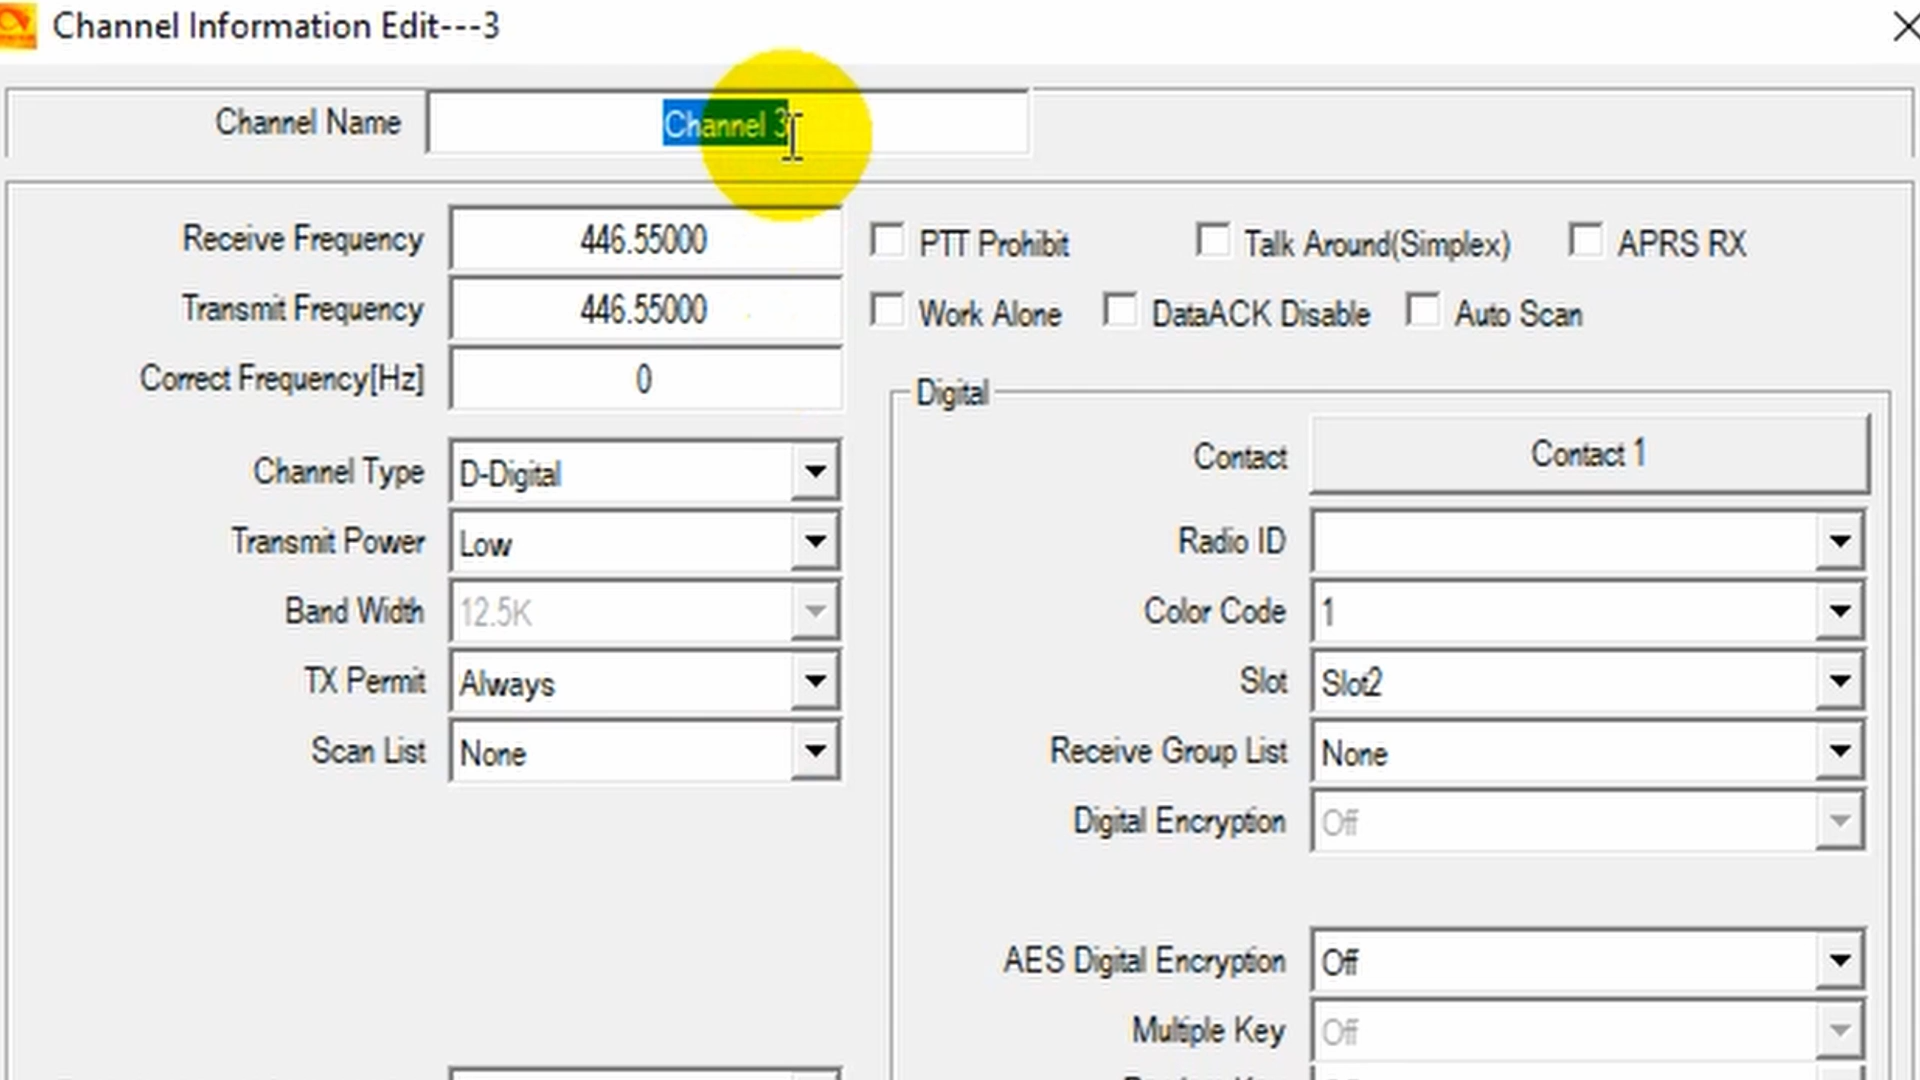 Channel Information Edit---3
Channel Name Channel 3
Receive Frequency 446.55000 PTT Prohibit Talk Around(Simplex) APRS RX
Transmit Frequency 446.55000 Work Alone DataACK Disable Auto Scan
Correct Frequency[Hz] 0
Digital
Contact Contact 1
Channel Type D-Digital
Transmit Power Low Radio ID
Band Width 12.5K Color Code 1
TX Permit Always Slot Slot2
Scan List None Receive Group List None
Digital Encryption Off
AES Digital Encryption Off
Multiple Key Off